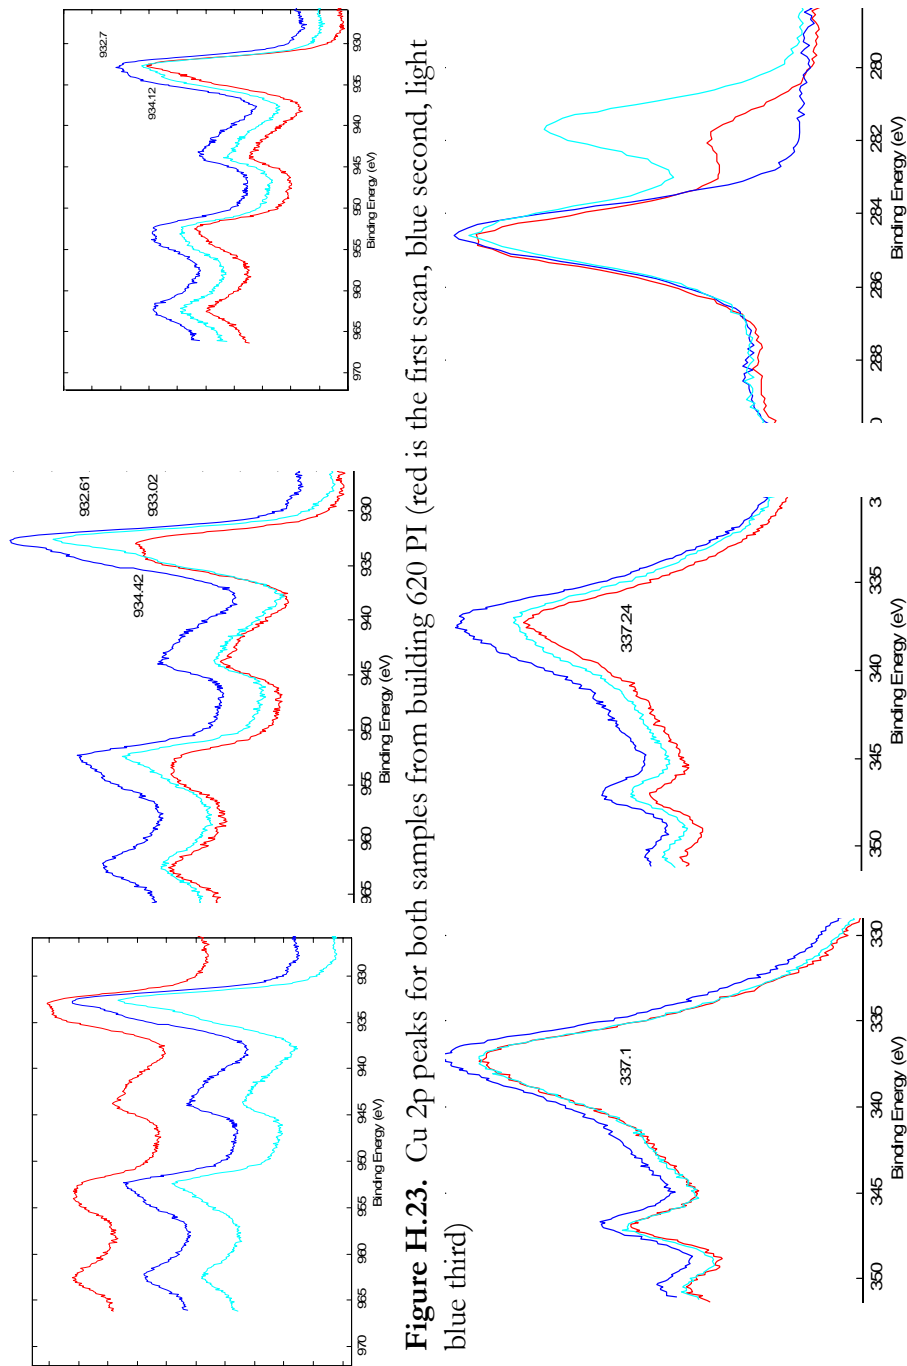 970 965 960 955 950 945 940 935 930
Binding Energy (eV)
932.61
933.02
934.42
965 960 955 950 945 940 935 930
Binding Energy (eV)
932.7
934.12
970 965 960 955 950 945 940 935 930
Binding Energy (eV)
Figure H.23. Cu 2p peaks for both samples from building 620 PI (red is the first scan, blue second, light
blue third)
337.1
350 345 340 335 330
Binding Energy (eV)
337.24
350 345 340 335 3
Binding Energy (eV)
288 286 284 282 280
Binding Energy (eV)